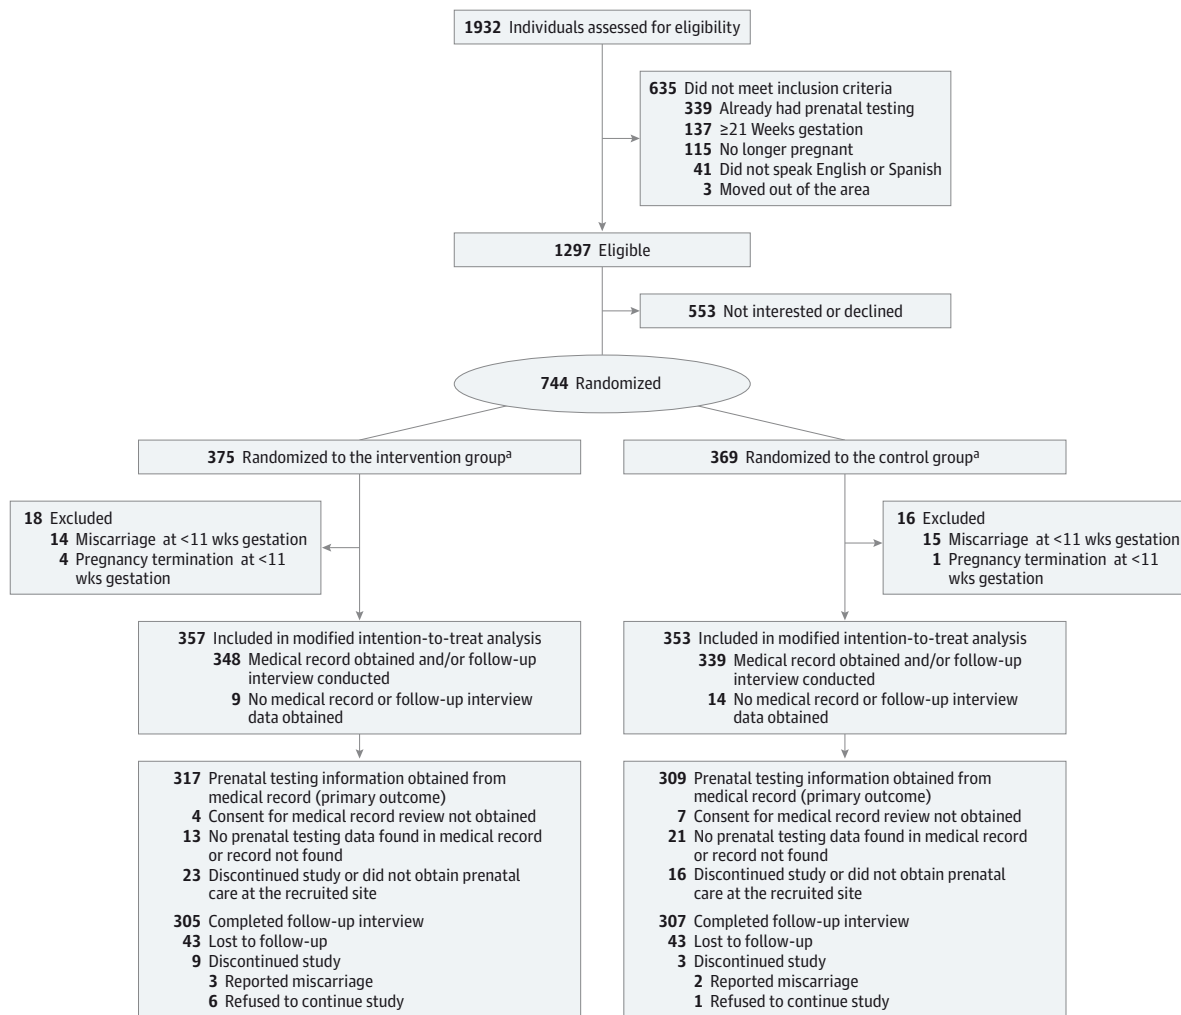 1932 Individuals assessed for eligibility
635 Did not meet inclusion criteria
339 Already had prenatal testing
137 ≥21 Weeks gestation
115 No longer pregnant
41 Did not speak English or Spanish
3 Moved out of the area
1297 Eligible
553 Not interested or declined
744 Randomized
375 Randomized to the intervention groupᵃ
369 Randomized to the control groupᵃ
18 Excluded
14 Miscarriage at <11 wks gestation
4 Pregnancy termination at <11
wks gestation
16 Excluded
15 Miscarriage at <11 wks gestation
1 Pregnancy termination at <11
wks gestation
357 Included in modified intention-to-treat analysis
348 Medical record obtained and/or follow-up
interview conducted
9 No medical record or follow-up interview
data obtained
353 Included in modified intention-to-treat analysis
339 Medical record obtained and/or follow-up
interview conducted
14 No medical record or follow-up interview
data obtained
317 Prenatal testing information obtained from
medical record (primary outcome)
4 Consent for medical record review not obtained
13 No prenatal testing data found in medical record
or record not found
23 Discontinued study or did not obtain prenatal
care at the recruited site
305 Completed follow-up interview
43 Lost to follow-up
9 Discontinued study
3 Reported miscarriage
6 Refused to continue study
309 Prenatal testing information obtained from
medical record (primary outcome)
7 Consent for medical record review not obtained
21 No prenatal testing data found in medical record
or record not found
16 Discontinued study or did not obtain prenatal
care at the recruited site
307 Completed follow-up interview
43 Lost to follow-up
3 Discontinued study
2 Reported miscarriage
1 Refused to continue study